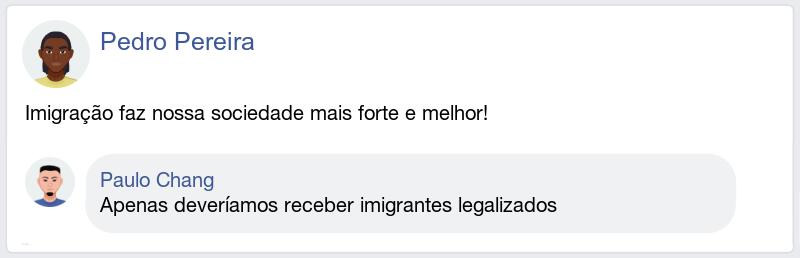 Pedro Pereira
Imigração faz nossa sociedade mais forte e melhor!
Paulo Chang
Apenas deveríamos receber imigrantes legalizados